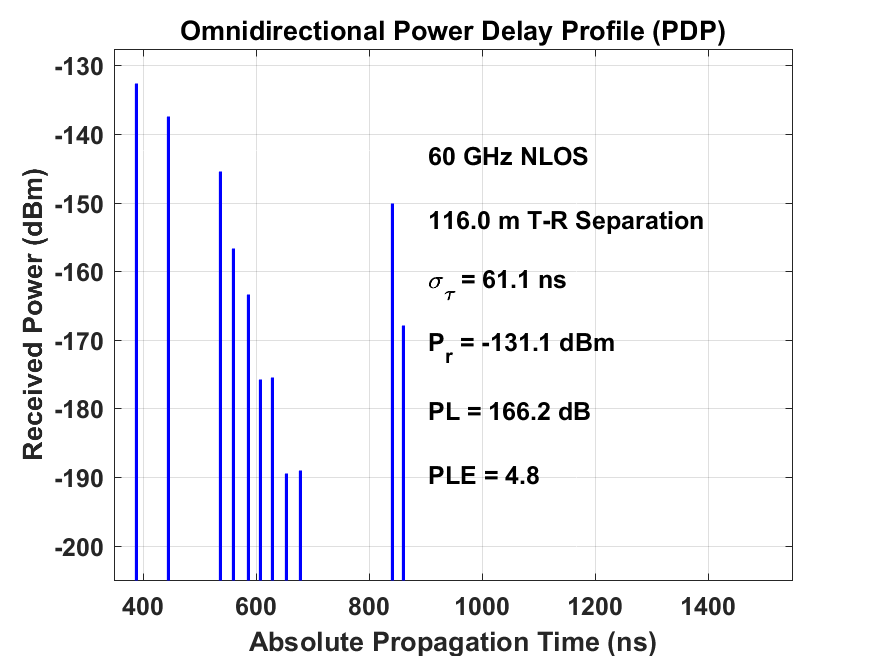 Omnidirectional Power Delay Profile (PDP)
Received Power (dBm)
-130
-140
-150
-160
-170
-180
-190
-200
60 GHz NLOS
116.0 m T-R Separation
σ_τ = 61.1 ns
P_r = -131.1 dBm
PL = 166.2 dB
PLE = 4.8
400 600 800 1000 1200 1400
Absolute Propagation Time (ns)